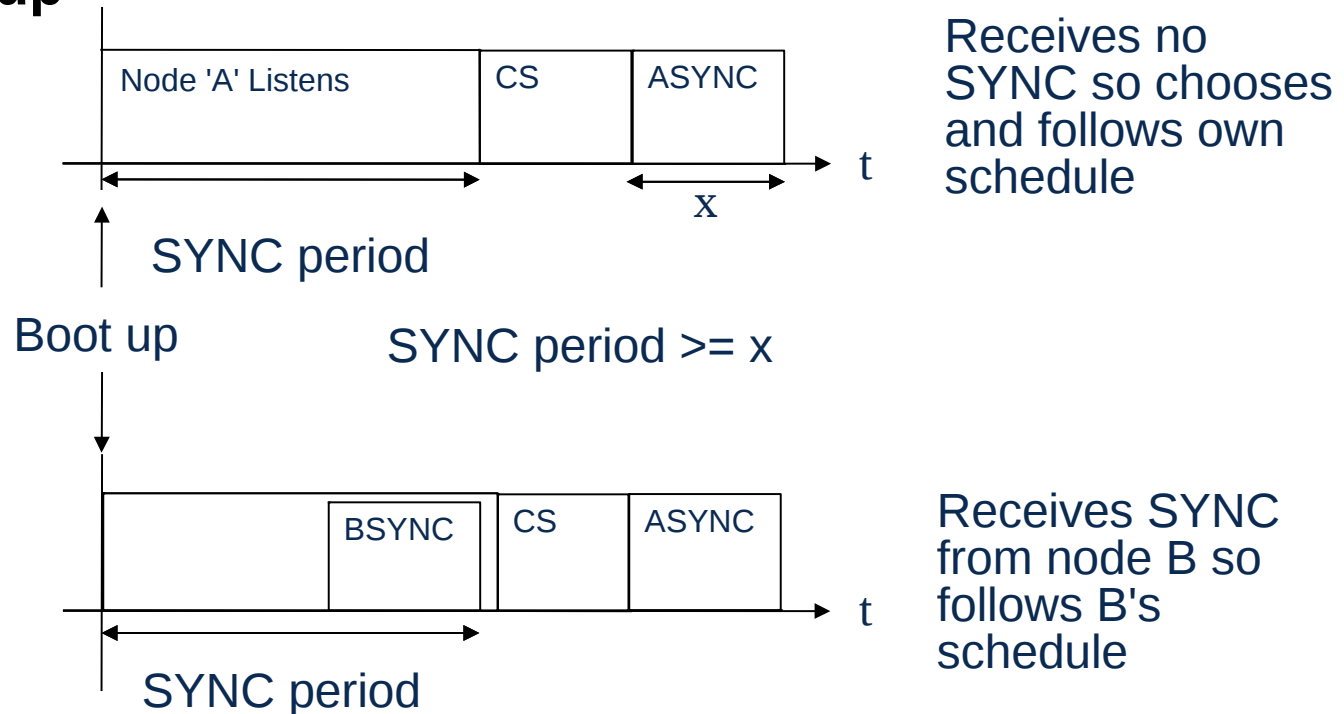 Node 'A' Listens
CS
ASYNC
t
x
SYNC period
Receives no
SYNC so chooses
and follows own
schedule
Boot up
SYNC period >= x
BSYNC
CS
ASYNC
t
SYNC period
Receives SYNC
from node B so
follows B's
schedule